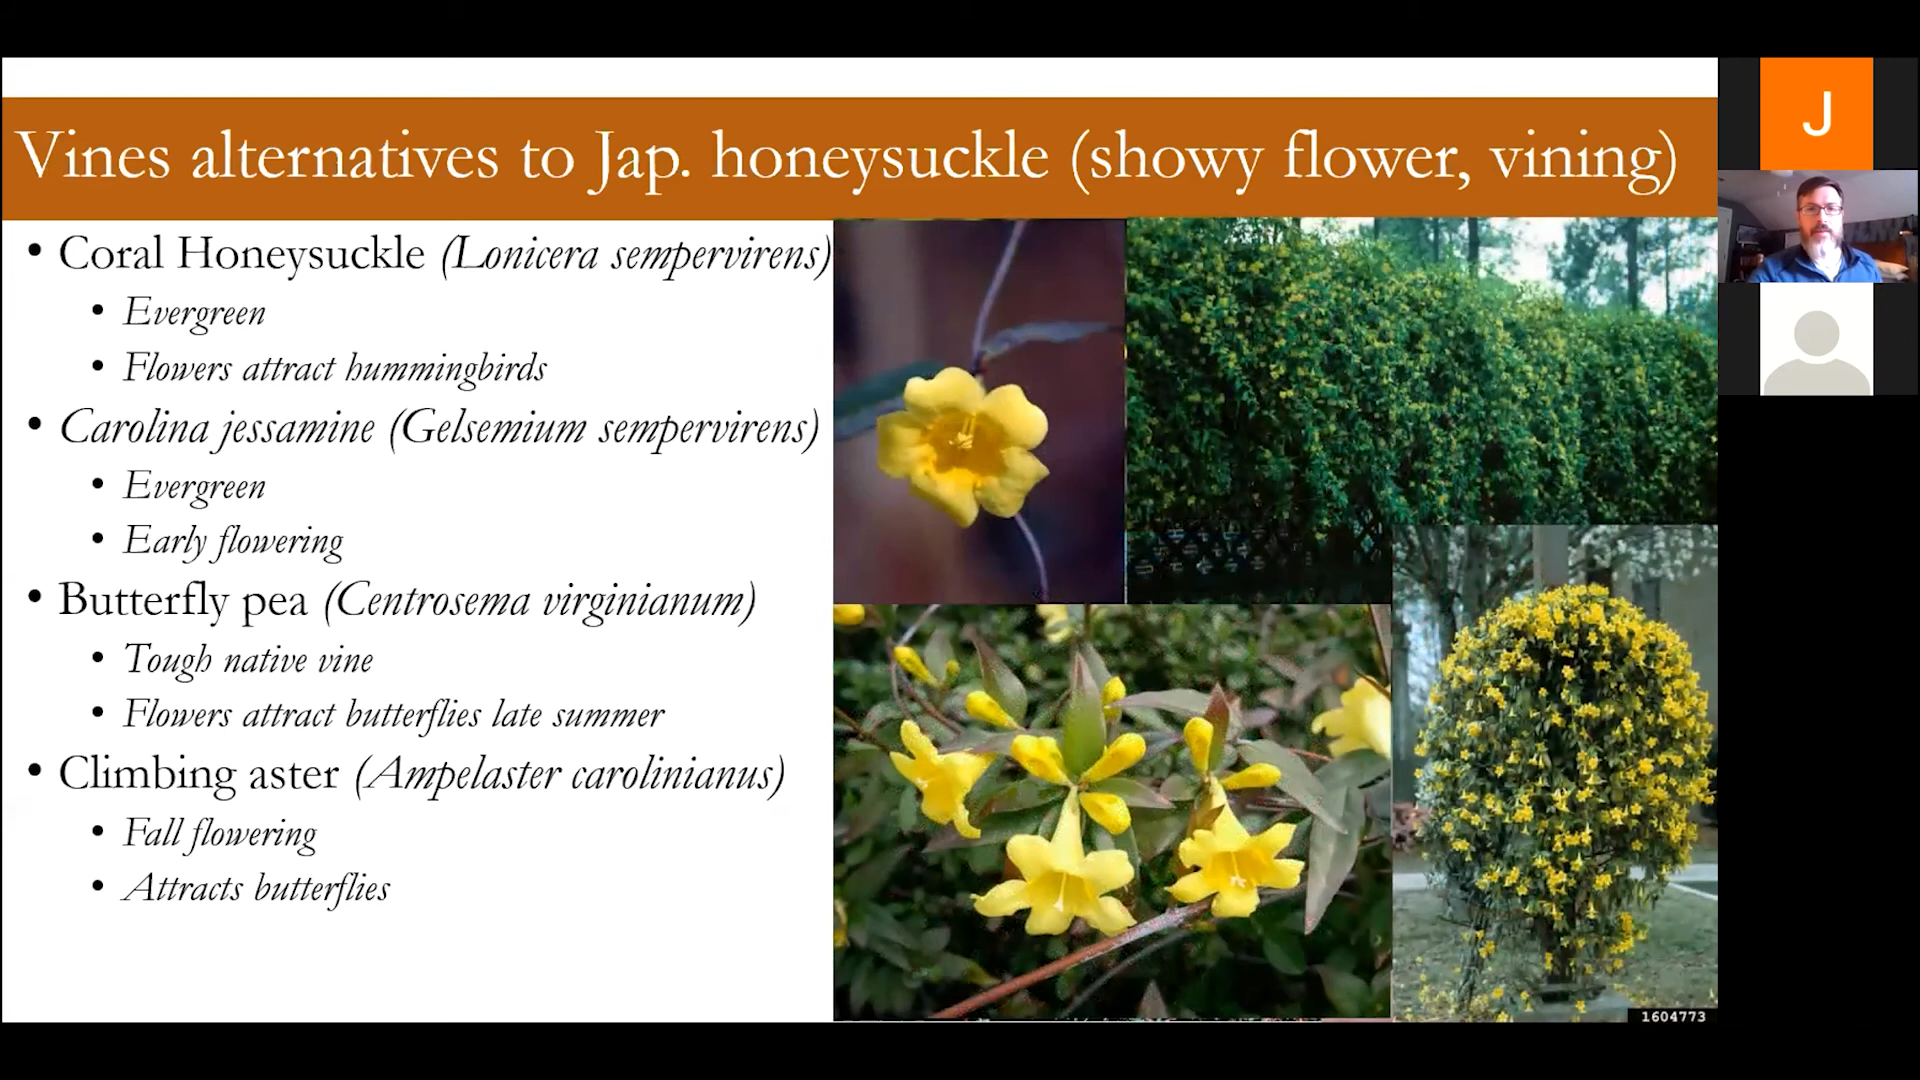 Vines alternatives to Jap. honeysuckle (showy flower, vining)
• Coral Honeysuckle (Lonicera sempervirens)
• Evergreen
• Flowers attract hummingbirds
• Carolina jessamine (Gelsemium sempervirens)
• Evergreen
• Early flowering
• Butterfly pea (Centrosema virginianum)
• Tough native vine
• Flowers attract butterflies late summer
• Climbing aster (Ampelaster carolinianus)
• Fall flowering
• Attracts butterflies
1604773
J